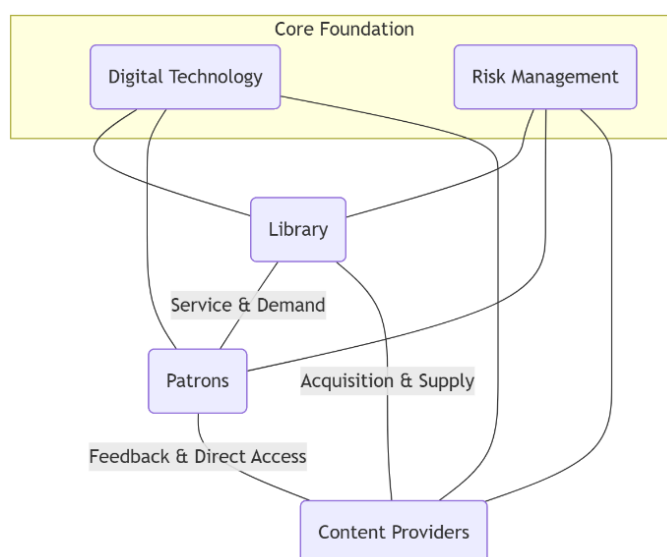 Core Foundation
Digital Technology
Risk Management
Library
Service & Demand
Patrons
Acquisition & Supply
Feedback & Direct Access
Content Providers